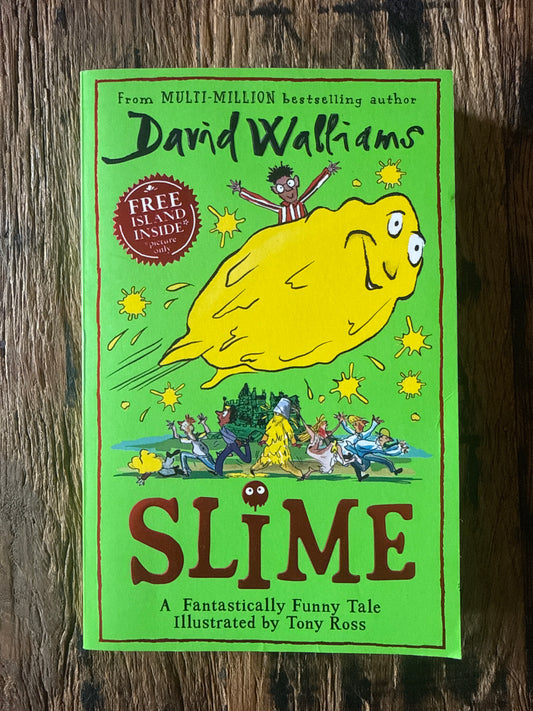 From MULTI-MILLION bestselling author
David Walliams
FREE
ISLAND
INSIDE*
*picture
only
SLiME
A Fantastically Funny Tale
Illustrated by Tony Ross